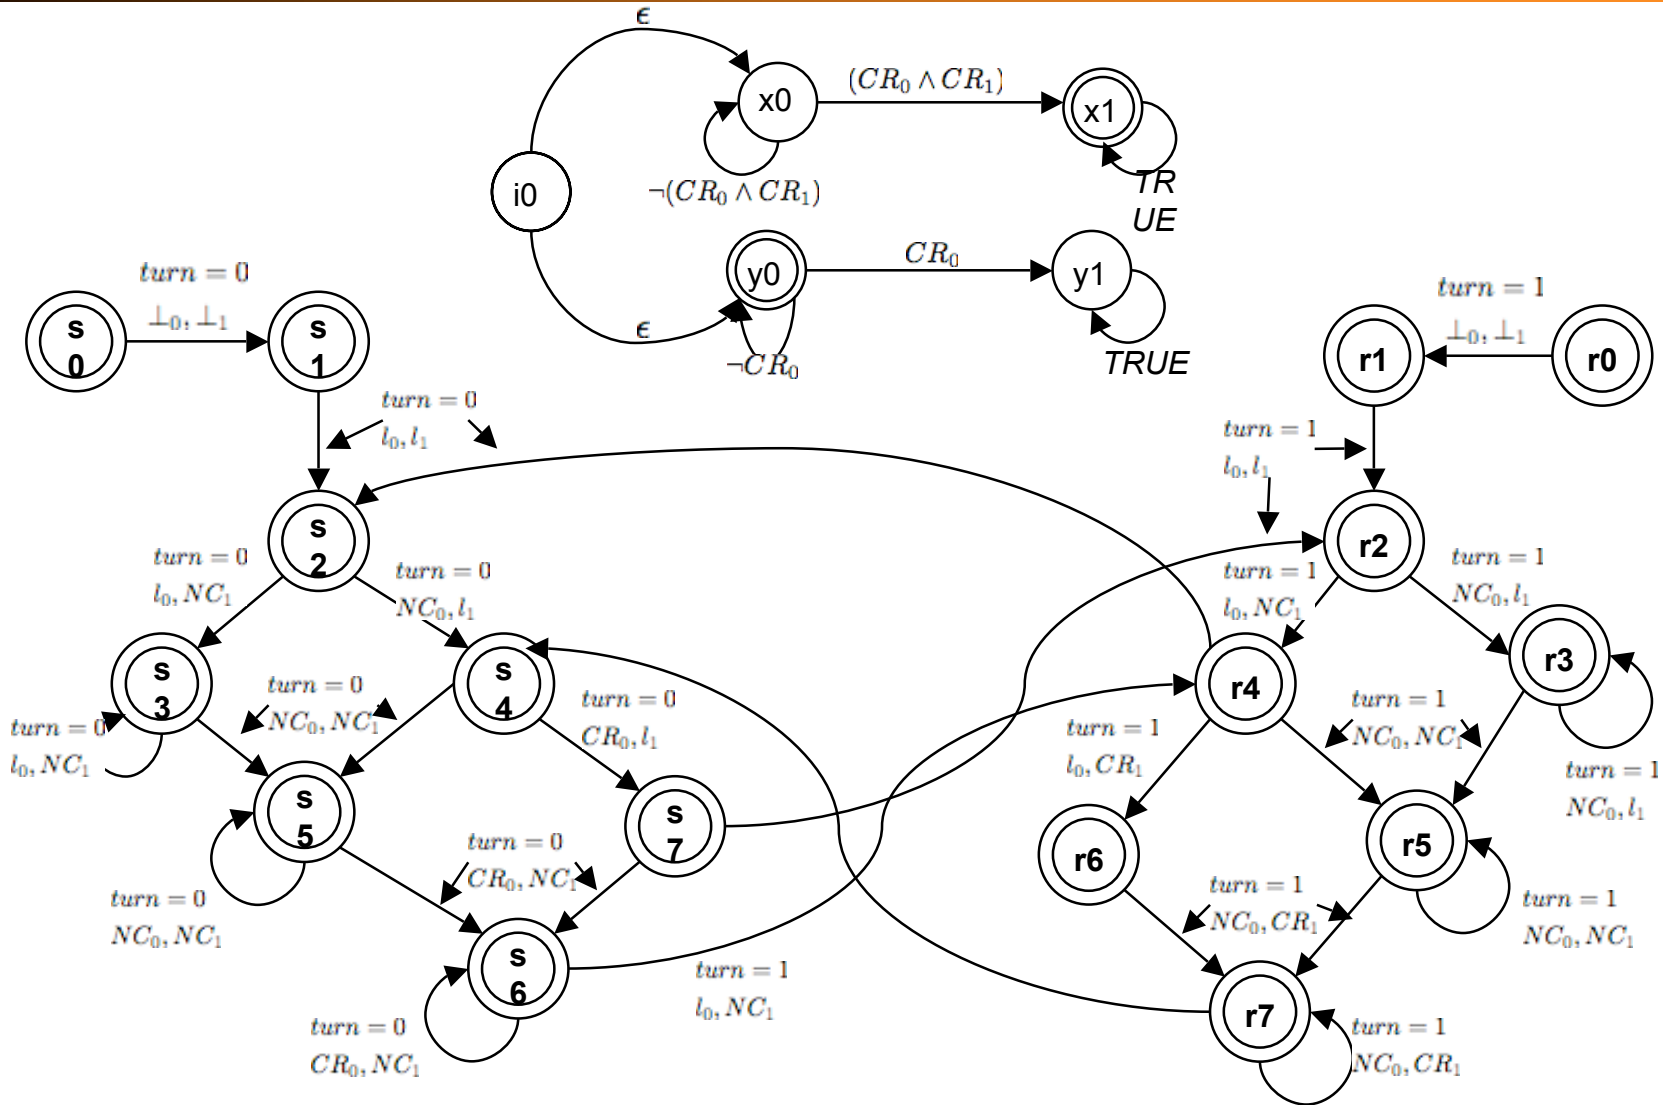 ϵ
x0
(CR₀ ∧ CR₁)
x1
¬(CR₀ ∧ CR₁)
TR
UE
i0
y0
CR₀
y1
ϵ
¬CR₀
TRUE
turn = 0
⊥₀, ⊥₁
s
0
s
1
turn = 1
⊥₀, ⊥₁
r1
r0
turn = 0
l₀, l₁
turn = 1
l₀, l₁
s
2
r2
turn = 0
l₀, NC₁
turn = 0
NC₀, l₁
turn = 1
l₀, NC₁
turn = 1
NC₀, l₁
s
3
s
4
r4
r3
turn = 0
NC₀, NC₁
turn = 0
l₀, NC₁
turn = 0
CR₀, l₁
turn = 1
l₀, CR₁
turn = 1
NC₀, NC₁
turn = 1
NC₀, l₁
s
5
s
7
r6
r5
turn = 0
NC₀, NC₁
turn = 0
CR₀, NC₁
turn = 1
NC₀, CR₁
turn = 1
NC₀, NC₁
s
6
turn = 1
l₀, NC₁
r7
turn = 0
CR₀, NC₁
turn = 1
NC₀, CR₁